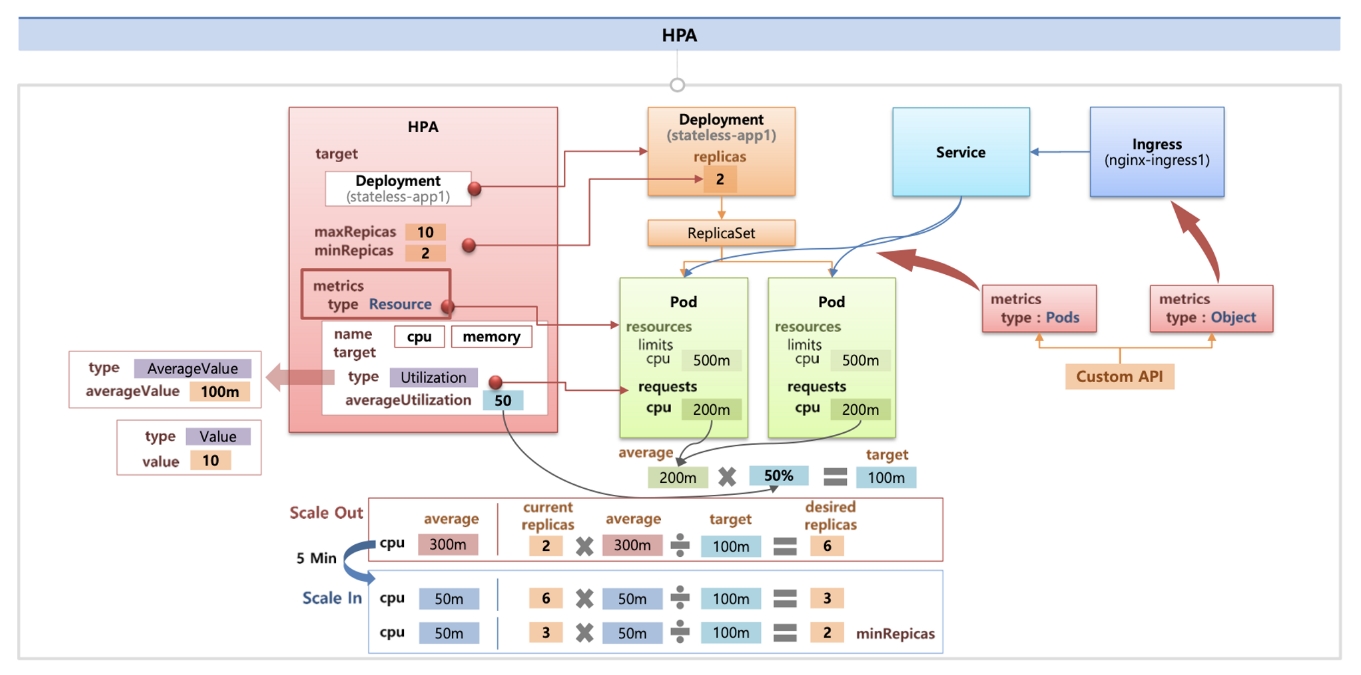 HPA
HPA
target
Deployment
(stateless-app1)
maxRepicas 10
minRepicas 2
metrics
type Resource
name cpu memory
target
type Utilization
averageUtilization 50
type AverageValue
averageValue 100m
type Value
value 10
Deployment
(stateless-app1)
replicas
2
ReplicaSet
Pod
resources
limits
cpu 500m
requests
cpu 200m
Pod
resources
limits
cpu 500m
requests
cpu 200m
Service
Ingress
(nginx-ingress1)
metrics
type : Pods
metrics
type : Object
Custom API
average
target
200m × 50% = 100m
Scale Out
average
current
replicas
average
target
desired
replicas
cpu 300m 2 × 300m ÷ 100m = 6
5 Min
Scale In
cpu 50m 6 × 50m ÷ 100m = 3
cpu 50m 3 × 50m ÷ 100m = 2 minRepicas